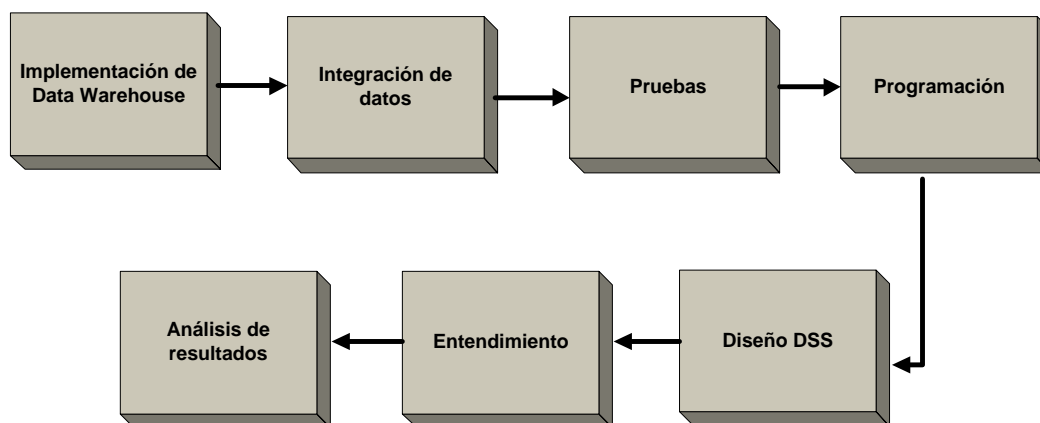 Implementación de
Data Warehouse
Integración de
datos
Pruebas
Programación
Diseño DSS
Entendimiento
Análisis de
resultados